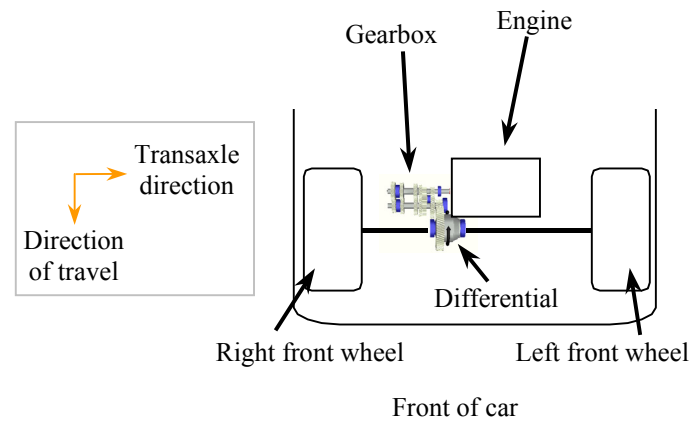 Engine
Gearbox
Transaxle
direction
Direction
of travel
Differential
Right front wheel
Left front wheel
Front of car